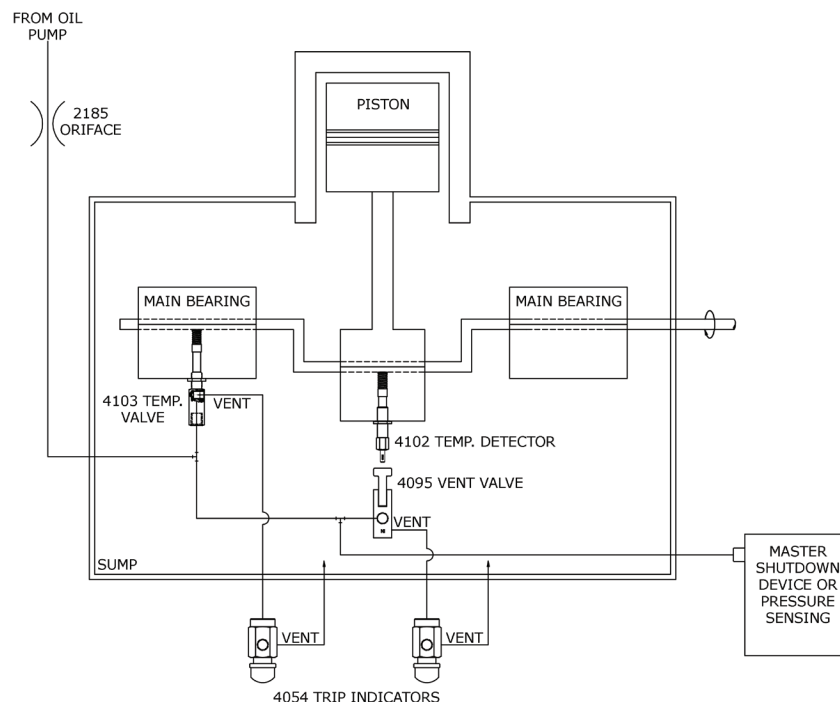 FROM OIL
PUMP
2185
ORIFACE
PISTON
MAIN BEARING
MAIN BEARING
4103 TEMP.
VALVE
VENT
4102 TEMP. DETECTOR
4095 VENT VALVE
VENT
SUMP
MASTER
SHUTDOWN
DEVICE OR
PRESSURE
SENSING
VENT
VENT
4054 TRIP INDICATORS